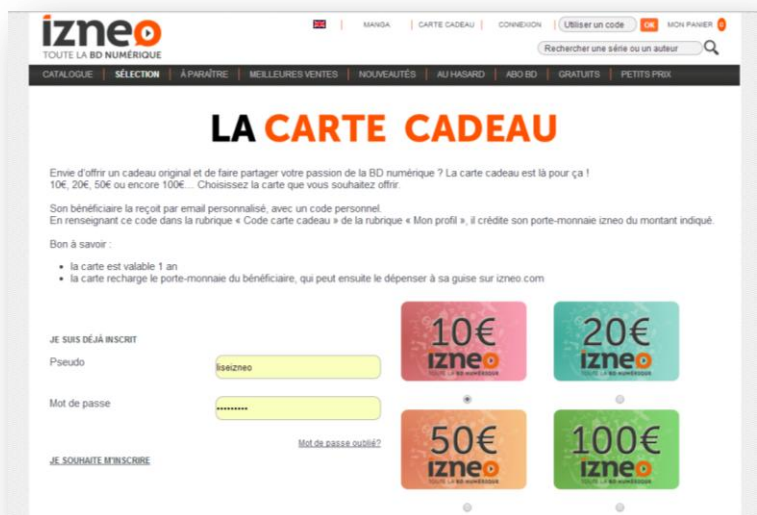 izneo
TOUTE LA BD NUMÉRIQUE
MANGA
CARTE CADEAU
CONNEXION
Utiliser un code
OK
MON PANIER 0
Rechercher une série ou un auteur
CATALOGUE
SÉLECTION
À PARAÎTRE
MEILLEURES VENTES
NOUVEAUTÉS
AU HASARD
ABO BD
GRATUITS
PETITS PRIX
LA CARTE CADEAU
Envie d'offrir un cadeau original et de faire partager votre passion de la BD numérique ? La carte cadeau est là pour ça !
10€, 20€, 50€ ou encore 100€... Choisissez la carte que vous souhaitez offrir.
Son bénéficiaire la reçoit par email personnalisé, avec un code personnel.
En renseignant ce code dans la rubrique « Code carte cadeau » de la rubrique « Mon profil », il crédite son porte-monnaie izneo du montant indiqué.
Bon à savoir :
• la carte est valable 1 an
• la carte recharge le porte-monnaie du bénéficiaire, qui peut ensuite le dépenser à sa guise sur izneo.com
JE SUIS DÉJÀ INSCRIT
Pseudo
liseizneo
Mot de passe
•••••••••
Mot de passe oublié?
JE SOUHAITE M'INSCRIRE
10€
izneo
TOUTE LA BD NUMÉRIQUE
20€
izneo
TOUTE LA BD NUMÉRIQUE
50€
izneo
TOUTE LA BD NUMÉRIQUE
100€
izneo
TOUTE LA BD NUMÉRIQUE